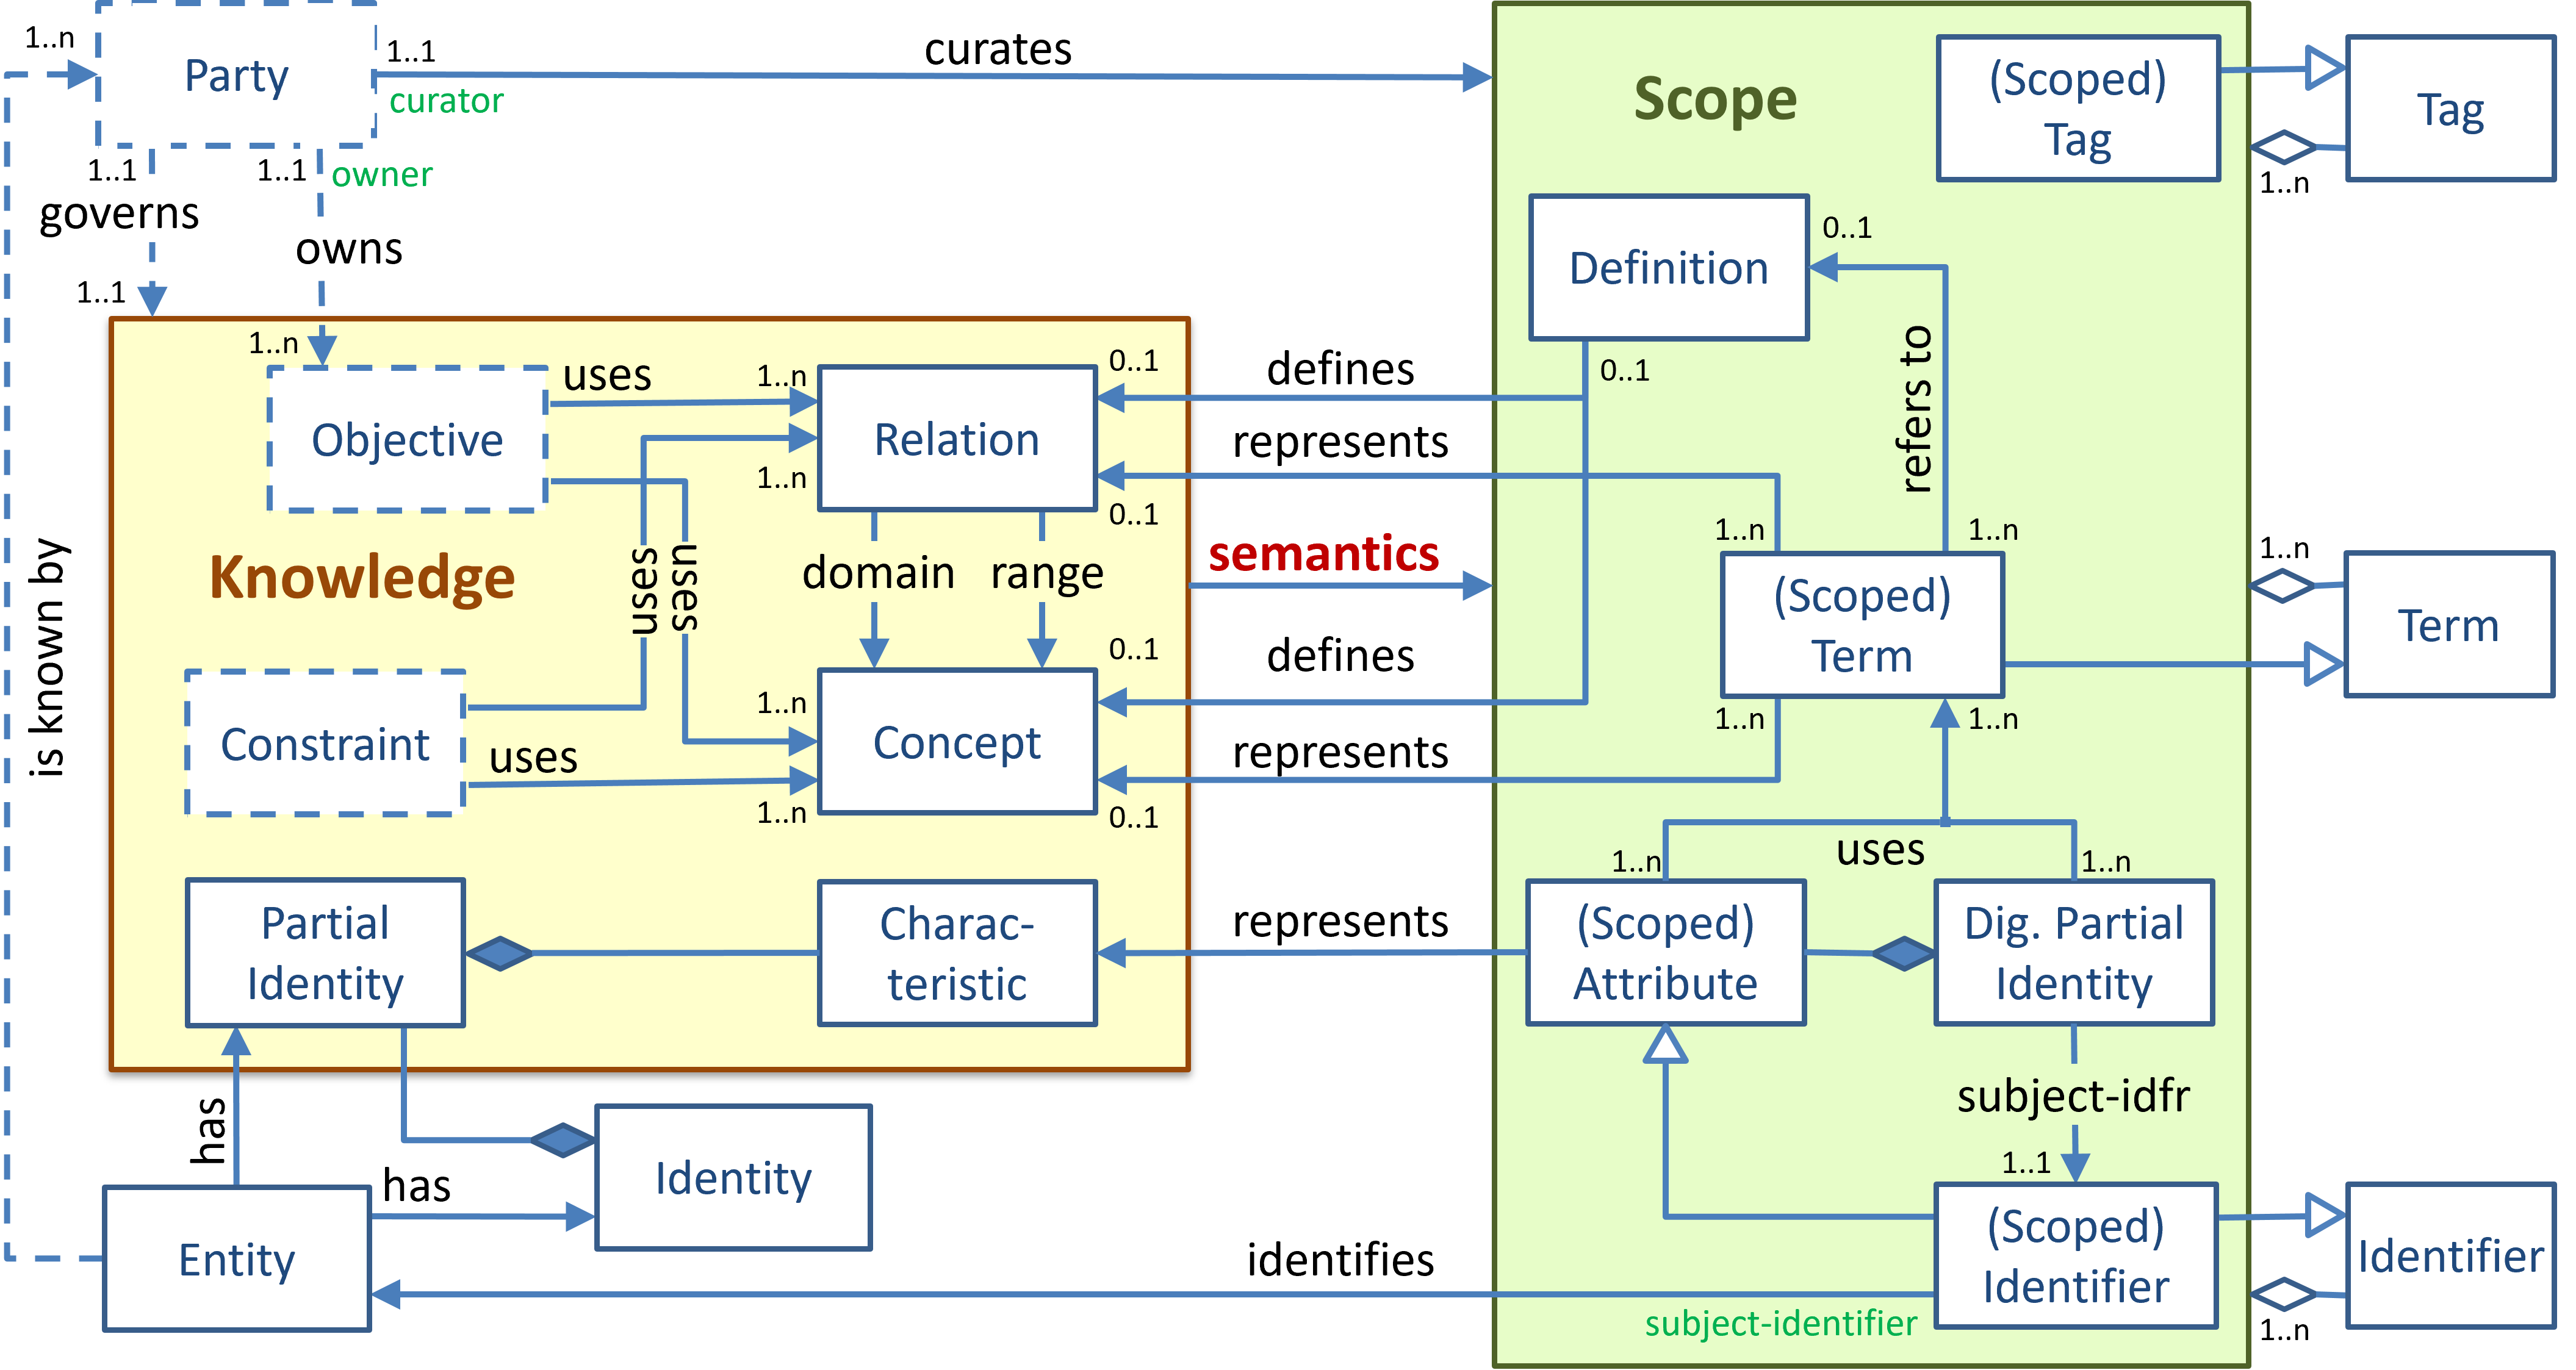 1..n
Party
1..1
curator
curates
Scope
(Scoped)
Tag
Tag
1..n
1..1
governs
1..1
1..1
owner
owns
1..n
Definition
0..1
0..1
refers to
is known by
Knowledge
Objective
uses
1..n
uses
uses
1..n
Relation
0..1
0..1
domain
range
defines
represents
semantics
defines
represents
1..n
1..n
(Scoped)
Term
1..n
1..n
1..n
Term
Constraint
uses
1..n
1..n
Concept
0..1
0..1
uses
1..n
1..n
Partial
Identity
Charac-
teristic
represents
(Scoped)
Attribute
Dig. Partial
Identity
subject-idfr
1..1
has
has
Identity
Entity
identifies
subject-identifier
(Scoped)
Identifier
Identifier
1..n